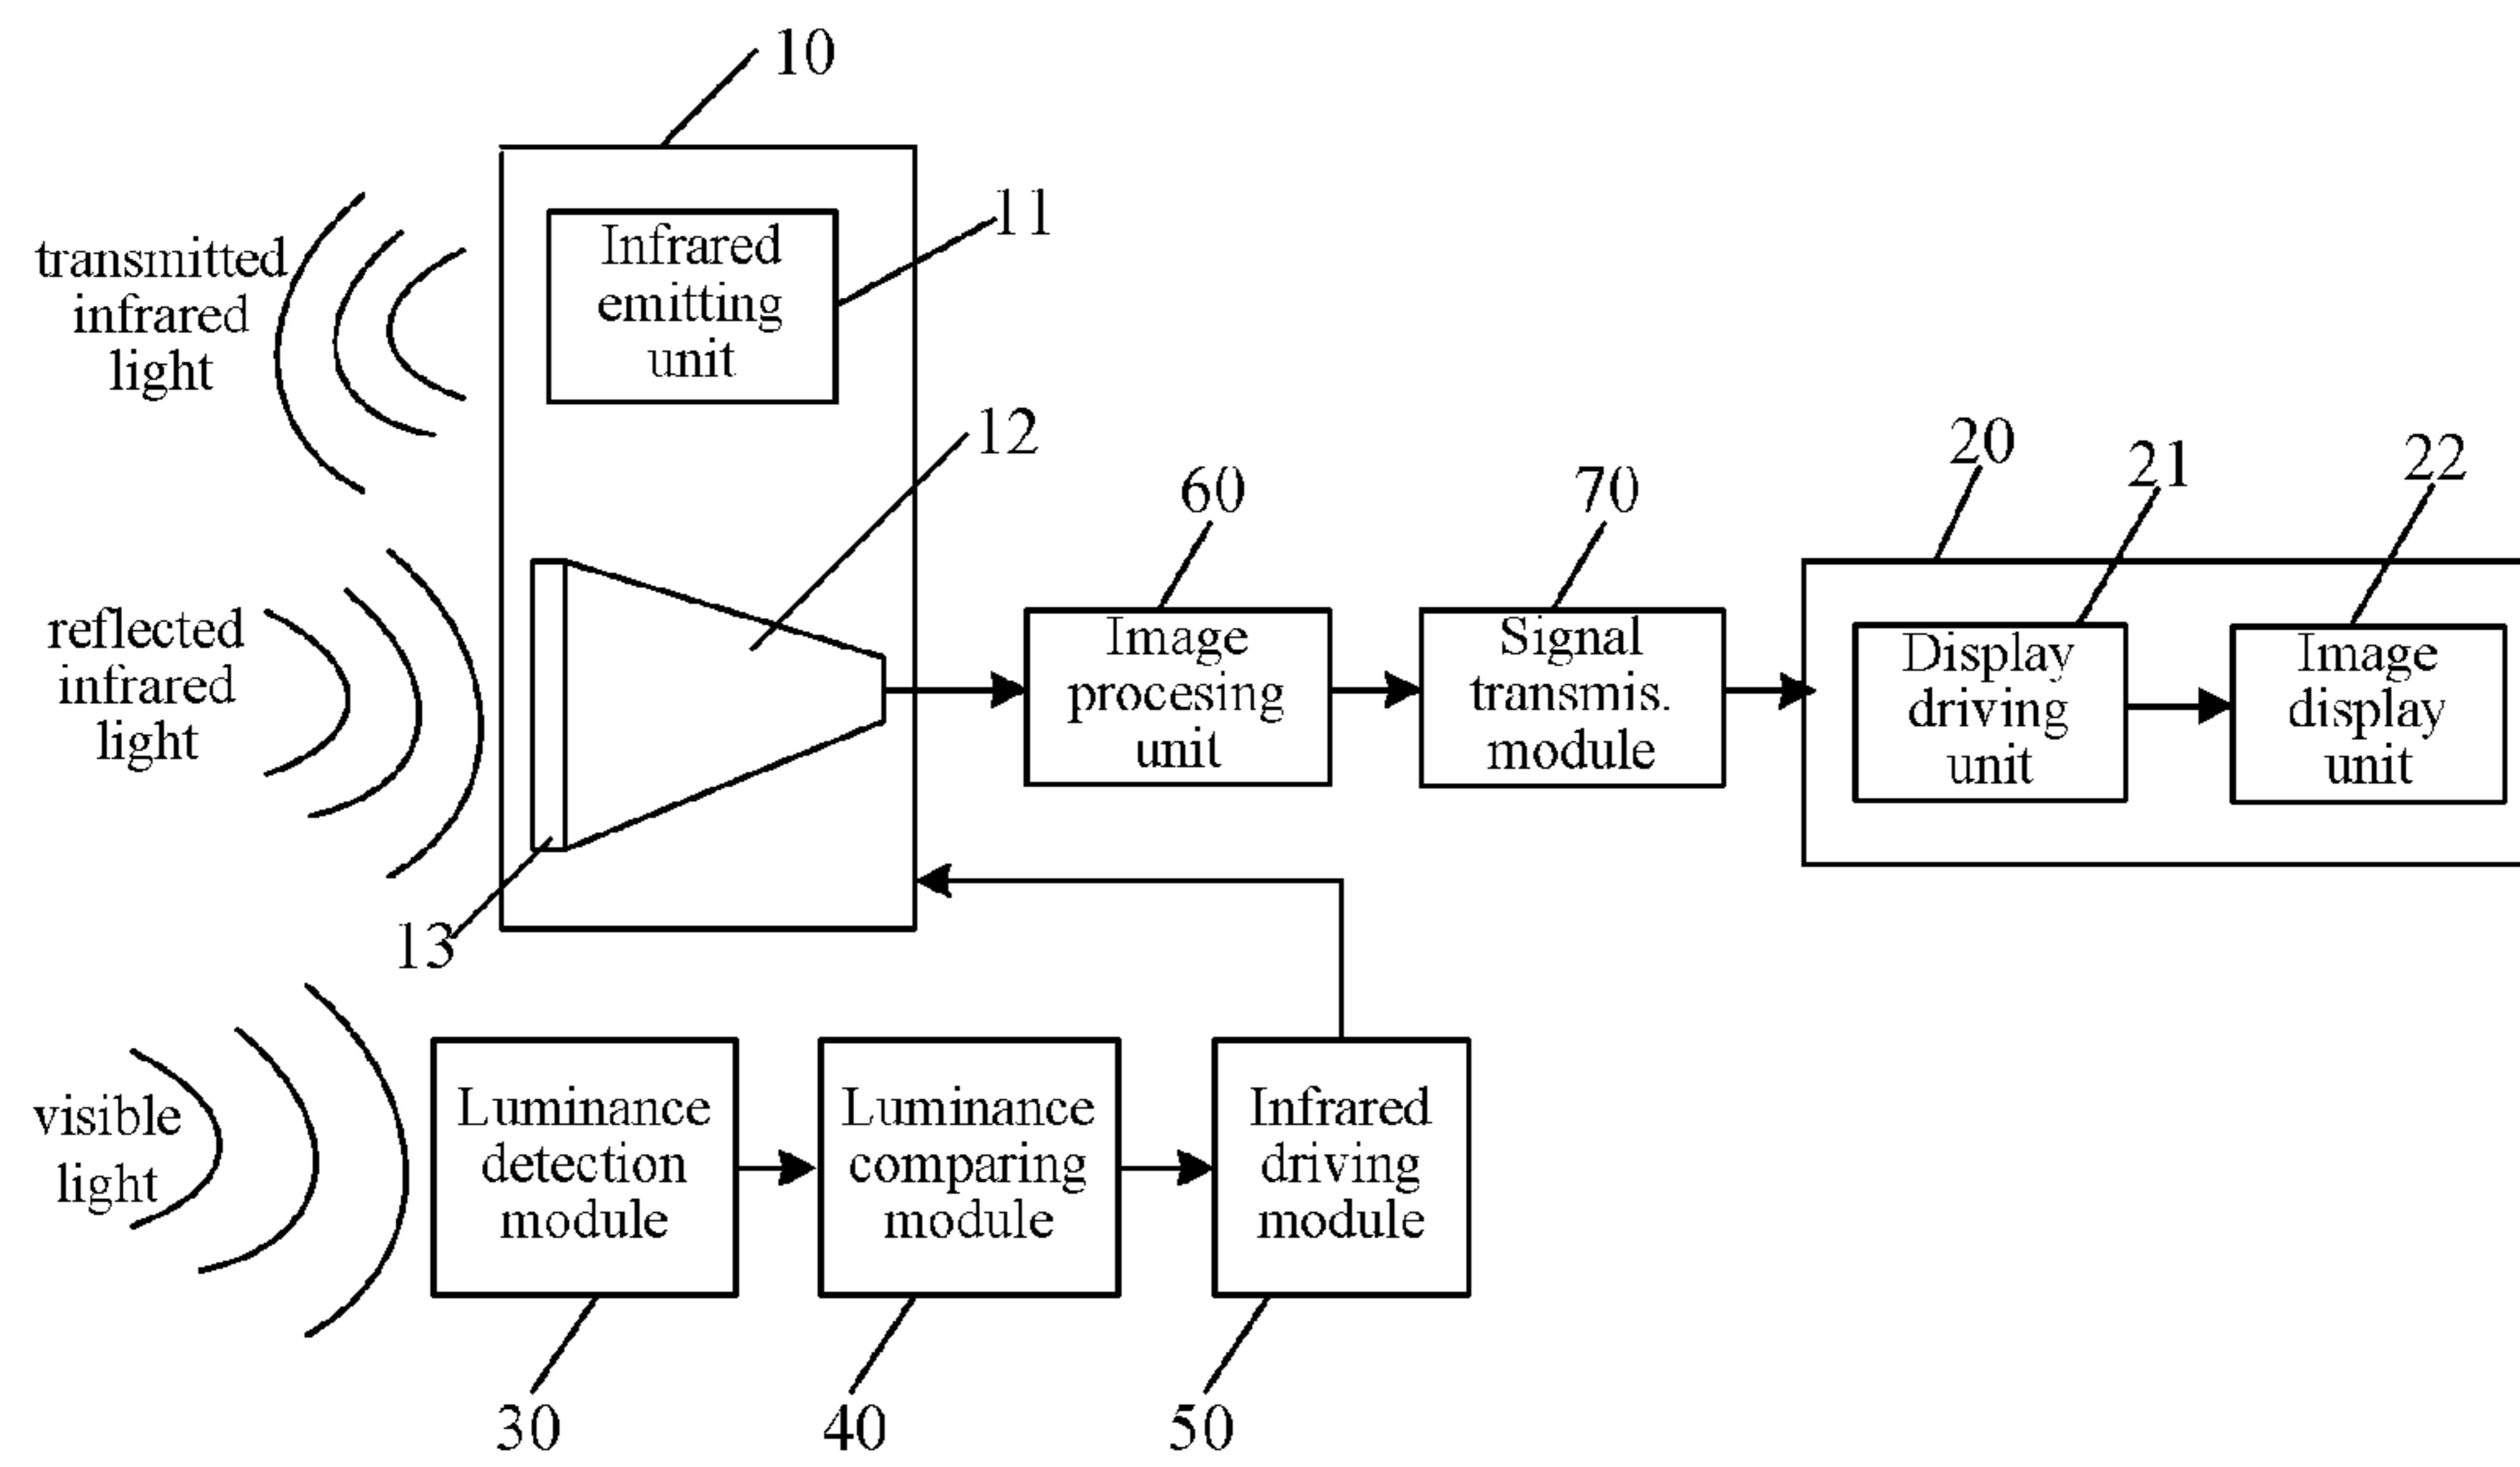 10
11
Infrared
emitting
unit
transmitted
infrared
light
12
20
21
22
60
70
reflected
infrared
light
Image
procesing
unit
Signal
transmis.
module
Display
driving
unit
Image
display
unit
13
visible
light
Luminance
detection
module
Luminance
comparing
module
Infrared
driving
module
30
40
50